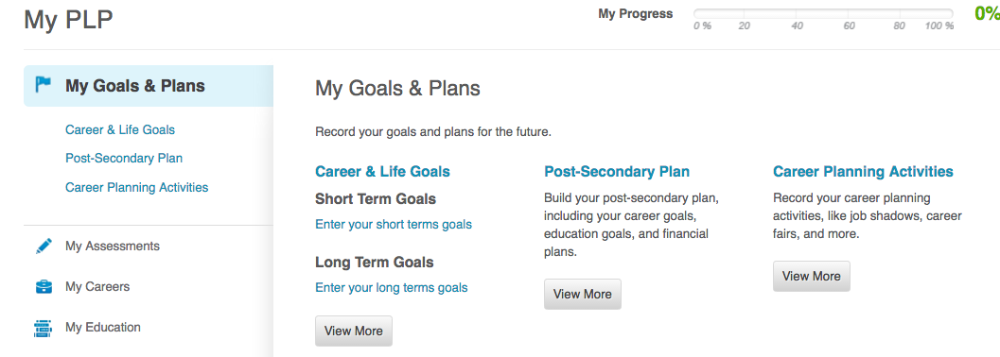 My PLP
My Progress
0%
0 %
20
40
60
80
100 %
My Goals & Plans
Career & Life Goals
Post-Secondary Plan
Career Planning Activities
My Assessments
My Careers
My Education
My Goals & Plans
Record your goals and plans for the future.
Career & Life Goals
Short Term Goals
Enter your short terms goals
Long Term Goals
Enter your long terms goals
View More
Post-Secondary Plan
Build your post-secondary plan,
including your career goals,
education goals, and financial
plans.
View More
Career Planning Activities
Record your career planning
activities, like job shadows, career
fairs, and more.
View More